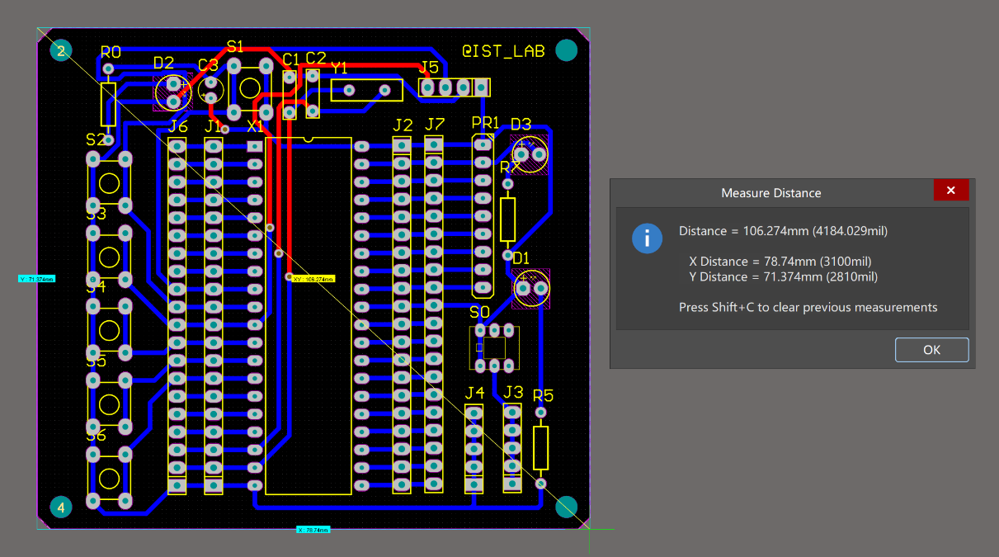 2
R0
D2
C3
S1
C1
C2
Y1
J5
@IST_LAB
S2
J6
J1
X1
J2
J7
PR1
D3
RX
S3
D1
S4
S0
S5
S6
J4
J3
R5
4
Y : 71.374mm
XY : 106.274mm
X : 78.74mm
Measure Distance
Distance = 106.274mm (4184.029mil)
X Distance = 78.74mm (3100mil)
Y Distance = 71.374mm (2810mil)
Press Shift+C to clear previous measurements
OK